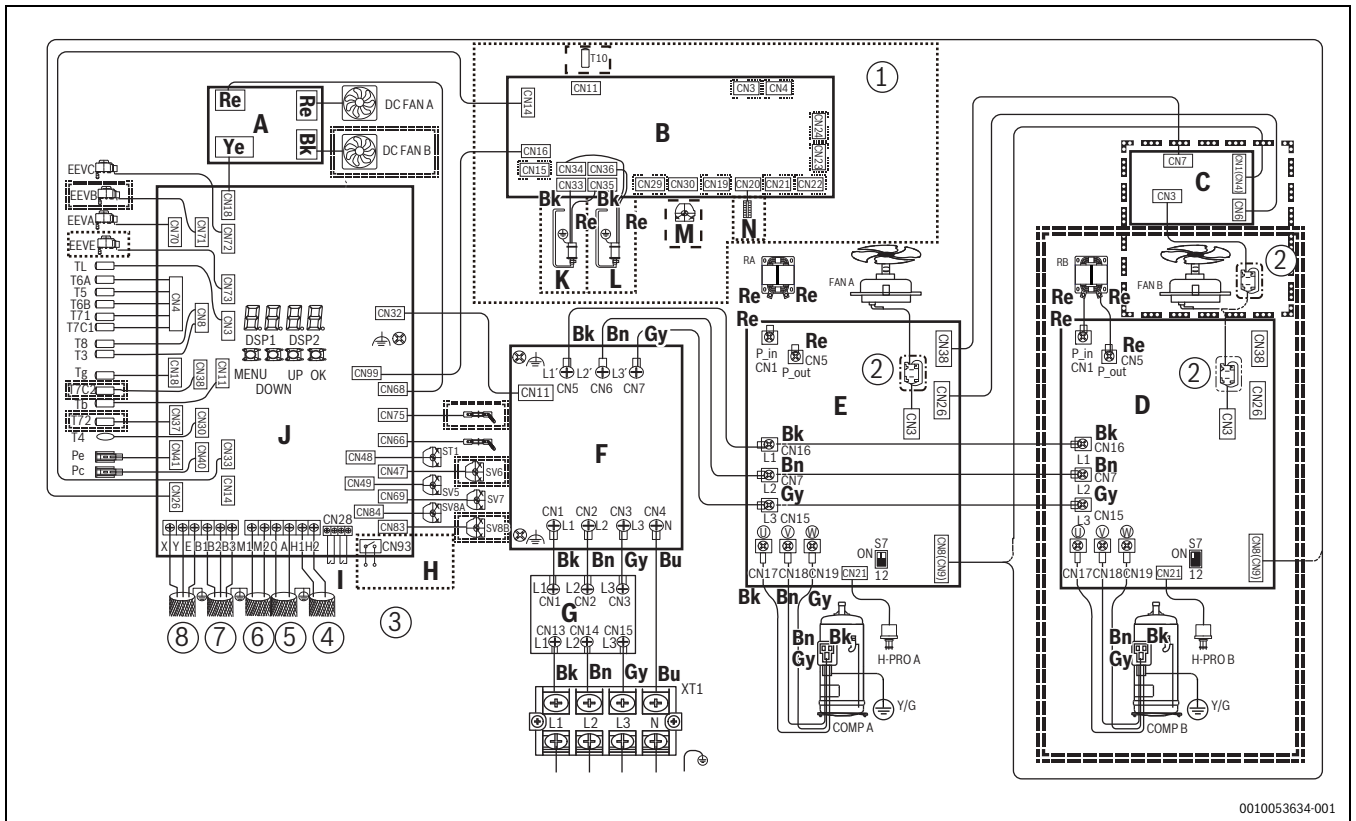 T10
CN11
CN3
CN4
1
CN14
B
CN24
CN23
CN16
CN15
CN34
CN36
CN33
CN35
CN29
CN30
CN19
CN20
CN21
CN22
Bk
Re
Bk
Re
K
L
M
N
Re
Re
A
Ye
Bk
DC FAN A
DC FAN B
EEVC
EEVB
EEVA
EEVE
TL
T6A
T5
T6B
T71
T7C1
T8
T3
Tg
T7C2
Tb
T72
T4
Pe
Pc
CN18
CN70
CN71
CN72
CN4
CN8
CN73
CN3
CN18
CN38
CN11
CN37
CN30
CN41
CN40
CN33
CN26
CN14
DSP1 DSP2
MENU UP OK
DOWN
J
CN32
CN99
CN68
CN75
CN66
CN48
ST1
CN47
SV6
CN49
SV5
CN69
SV7
CN84
SV8A
CN83
SV8B
CN28
CN93
X Y E B1 B2 B3 M1 M2 O A H1 H2
I
H
8
7
6
5
4
3
Bk
Bn
Gy
L1'
L2'
L3'
CN5
CN6
CN7
CN11
F
CN1
CN2
CN3
CN4
L1
L2
L3
N
Bk
Bn
Gy
Bu
L1
L2
L3
CN1
CN2
CN3
G
CN13
CN14
CN15
L1
L2
L3
Bk
Bn
Gy
Bu
XT1
L1
L2
L3
N
RA
FAN A
Re
Re
Re
P_in
CN1
Re
CN5
P_out
2
CN38
CN26
CN3
E
Bk
CN16
L1
Bn
CN7
L2
Gy
L3
CN15
U
V
W
S7
ON
12
CN17
CN18
CN19
CN21
CN8(CN9)
Bk
Bn
Gy
Bn
Gy
Bk
H-PRO A
Y/G
COMP A
CN7
CN1(CN4)
C
CN3
CN6
RB
FAN B
2
Re
Re
Re
P_in
CN1
Re
CN5
P_out
2
CN38
CN26
CN3
D
Bk
CN16
L1
Bn
CN7
L2
Gy
L3
CN15
U
V
W
S7
ON
12
CN17
CN18
CN19
CN21
CN8(CN9)
Bn
Gy
Bk
H-PRO B
Y/G
COMP B
0010053634-001